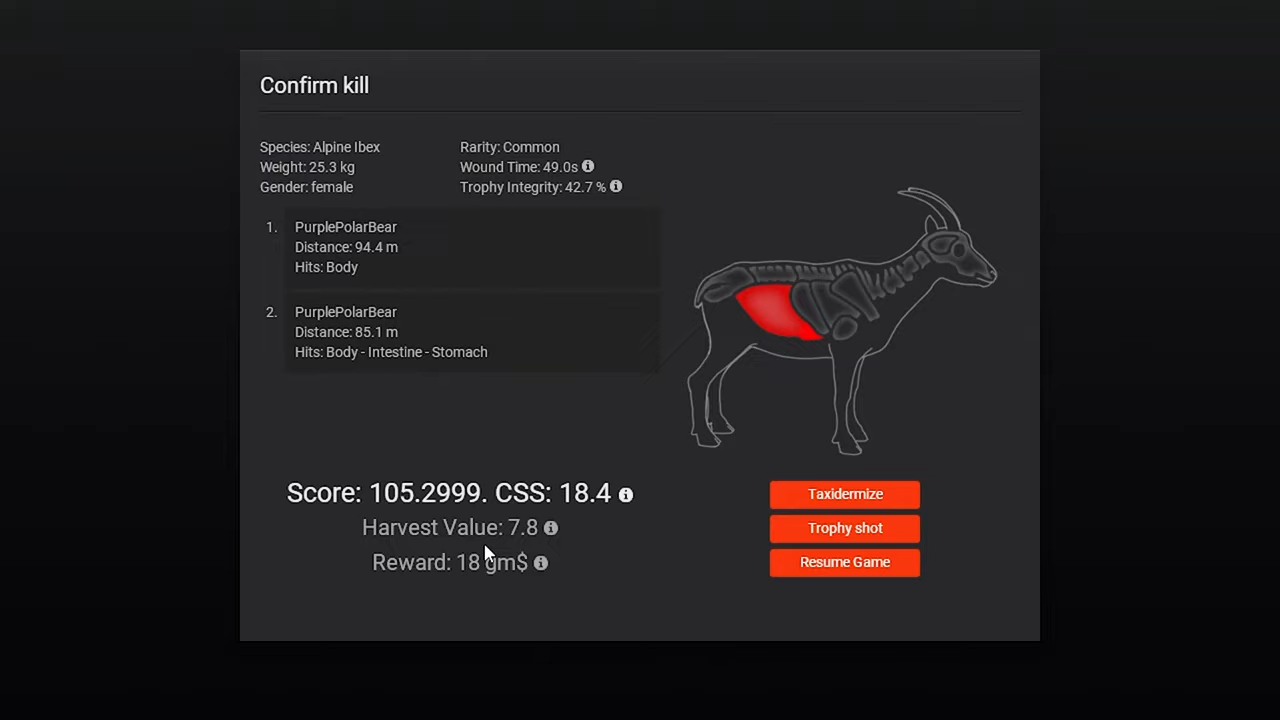 Confirm kill
Species: Alpine Ibex
Weight: 25.3 kg
Gender: female
Rarity: Common
Wound Time: 49.0s
Trophy Integrity: 42.7 %
1. PurplePolarBear
Distance: 94.4 m
Hits: Body
2. PurplePolarBear
Distance: 85.1 m
Hits: Body - Intestine - Stomach
Score: 105.2999. CSS: 18.4
Harvest Value: 7.8
Reward: 18 gm$
Taxidermize
Trophy shot
Resume Game